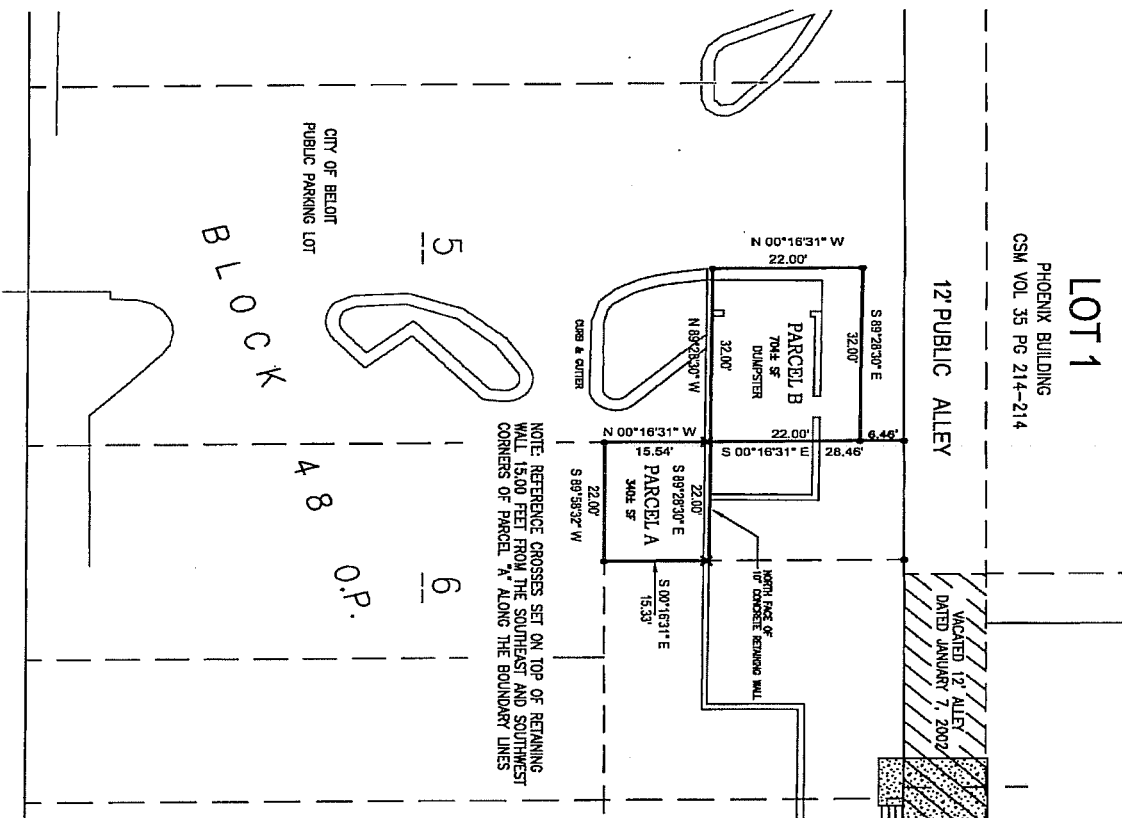 LOT 1
PHOENIX BUILDING
CSM VOL 35 PG 214-214
12' PUBLIC ALLEY
VACATED 12' ALLEY
DATED JANUARY 7, 2002
N 00°16'31" W
22.00'
S 89°28'30" E
32.00'
PARCEL B
704± SF
DUMPSTER
32.00'
N 89°28'30" W
22.00'
S 00°16'31" E
6.46'
28.46'
CURB & GUTTER
N 00°16'31" W
15.54'
22.00'
S 89°28'30" E
PARCEL A
340± SF
22.00'
S 89°58'32" W
S 00°16'31" E
15.33'
NORTH FACE OF
10" CONCRETE RETAINING WALL
NOTE: REFERENCE CROSSES SET ON TOP OF RETAINING
WALL 15.00 FEET FROM THE SOUTHEAST AND SOUTHWEST
CORNERS OF PARCEL "A" ALONG THE BOUNDARY LINES
CITY OF BELOIT
PUBLIC PARKING LOT
5
6
BLOCK 48 O.P.